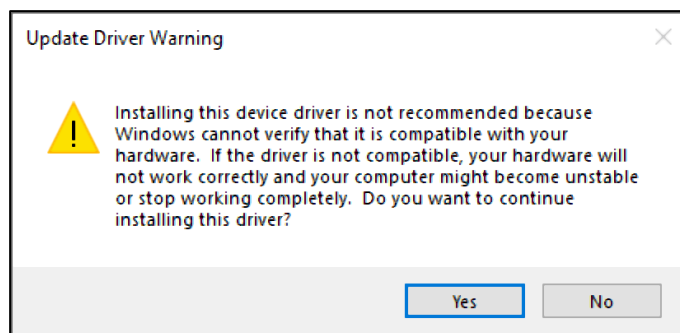 Update Driver Warning
Installing this device driver is not recommended because
Windows cannot verify that it is compatible with your
hardware.  If the driver is not compatible, your hardware will
not work correctly and your computer might become unstable
or stop working completely.  Do you want to continue
installing this driver?
Yes
No